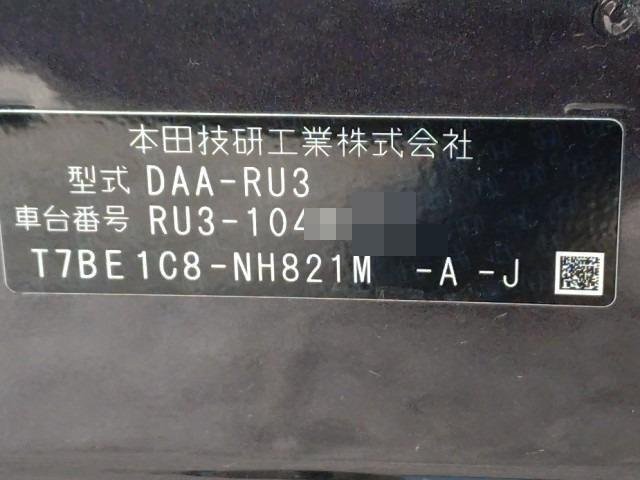 本田技研工業株式会社
型式 DAA-RU3
車台番号 RU3-104
T7BE1C8-NH821M -A -J